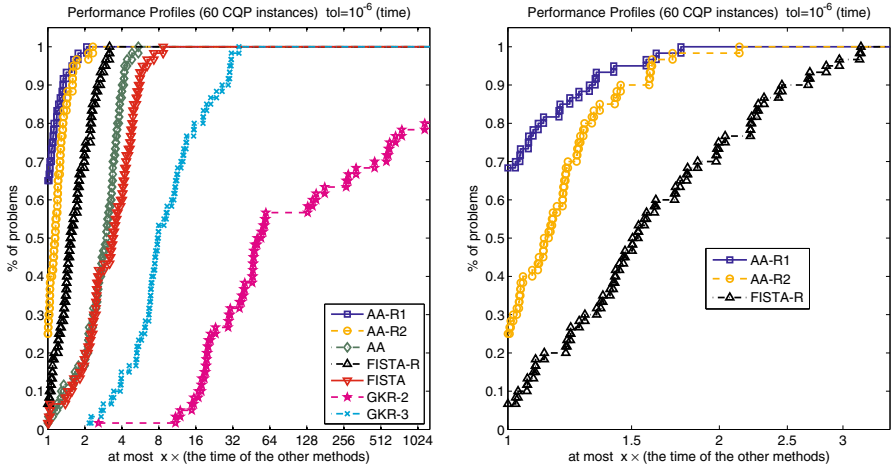 Performance Profiles (60 CQP instances) tol=10⁻⁶ (time)
% of problems
1
0.9
0.8
0.7
0.6
0.5
0.4
0.3
0.2
0.1
0
AA-R1
AA-R2
AA
FISTA-R
FISTA
GKR-2
GKR-3
1 2 4 8 16 32 64 128 256 512 1024
at most x × (the time of the other methods)
Performance Profiles (60 CQP instances) tol=10⁻⁶ (time)
% of problems
1
0.9
0.8
0.7
0.6
0.5
0.4
0.3
0.2
0.1
0
AA-R1
AA-R2
FISTA-R
1 1.5 2 2.5 3
at most x × (the time of the other methods)